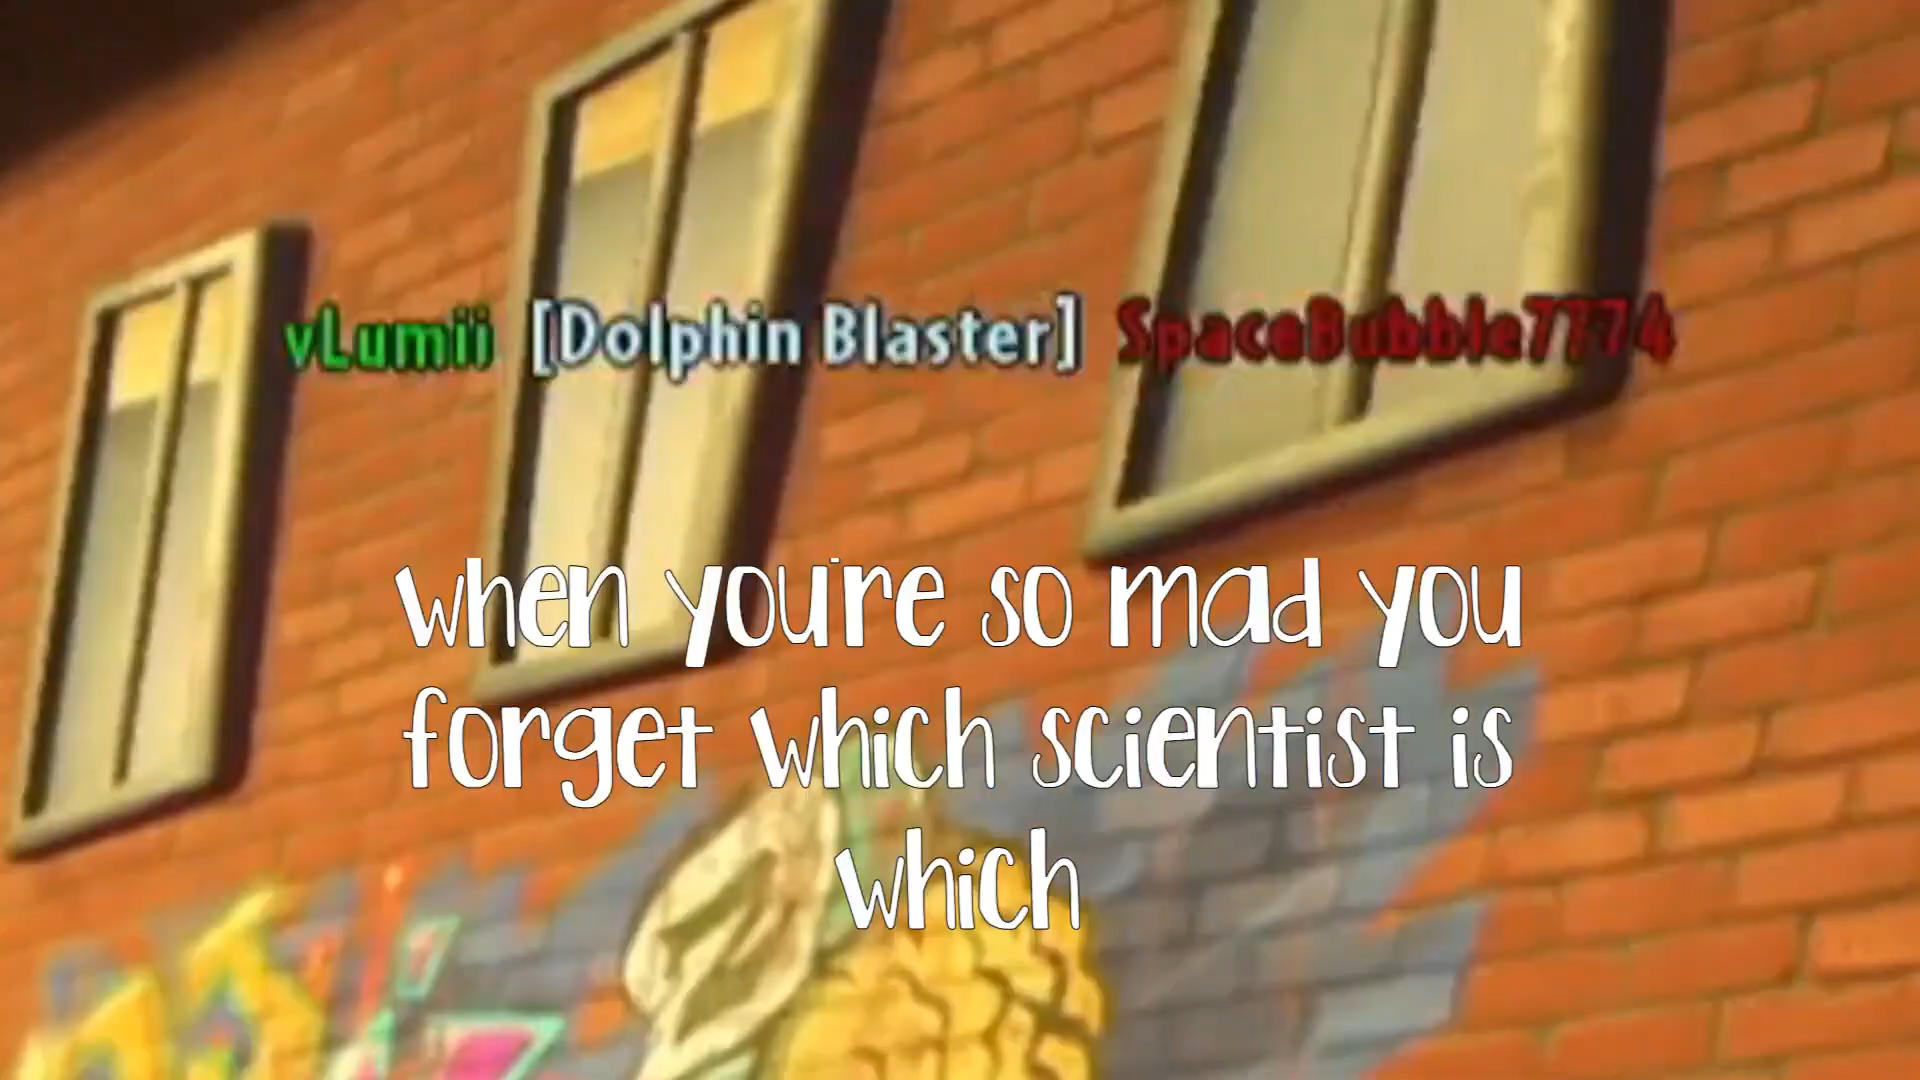 vLumii [Dolphin Blaster] SpaceBubble7774
when you're so mad you
forget which scientist is
which